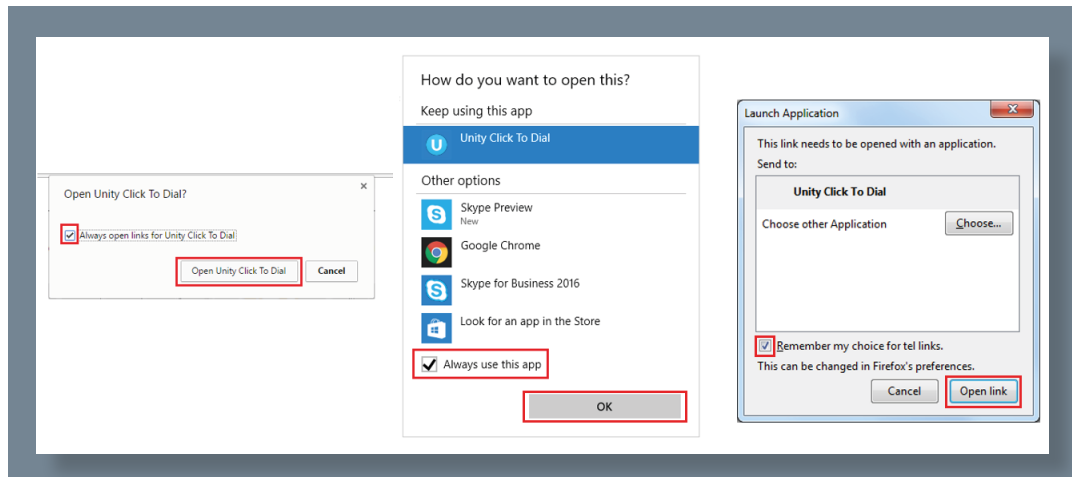 Open Unity Click To Dial?
×
Always open links for Unity Click To Dial
Open Unity Click To Dial
Cancel
How do you want to open this?
Keep using this app
U
Unity Click To Dial
Other options
Skype Preview
New
Google Chrome
Skype for Business 2016
Look for an app in the Store
Always use this app
OK
Launch Application
This link needs to be opened with an application.
Send to:
Unity Click To Dial
Choose other Application
Choose...
Remember my choice for tel links.
This can be changed in Firefox's preferences.
Cancel
Open link